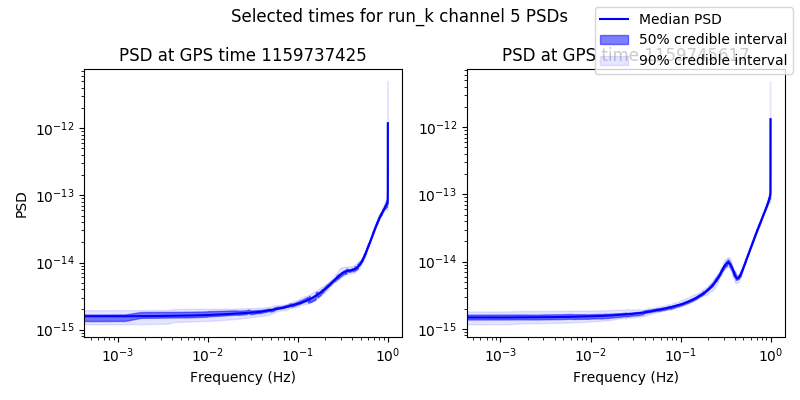 Selected times for run_k channel 5 PSDs
Median PSD
50% credible interval
90% credible interval
PSD at GPS time 1159737425
PSD at GPS time 1159745617
PSD
10⁻¹²
10⁻¹³
10⁻¹⁴
10⁻¹⁵
10⁻³ 10⁻² 10⁻¹ 10⁰
Frequency (Hz)
10⁻¹²
10⁻¹³
10⁻¹⁴
10⁻¹⁵
10⁻³ 10⁻² 10⁻¹ 10⁰
Frequency (Hz)